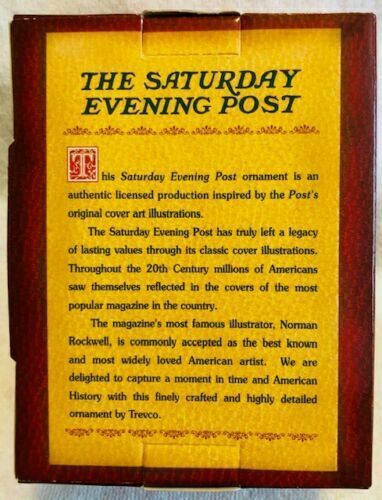 THE SATURDAY
EVENING POST
This Saturday Evening Post ornament is an
authentic licensed production inspired by the Post's
original cover art illustrations.
The Saturday Evening Post has truly left a legacy
of lasting values through its classic cover illustrations.
Throughout the 20th Century millions of Americans
saw themselves reflected in the covers of the most
popular magazine in the country.
The magazine's most famous illustrator, Norman
Rockwell, is commonly accepted as the best known
and most widely loved American artist. We are
delighted to capture a moment in time and American
History with this finely crafted and highly detailed
ornament by Trevco.